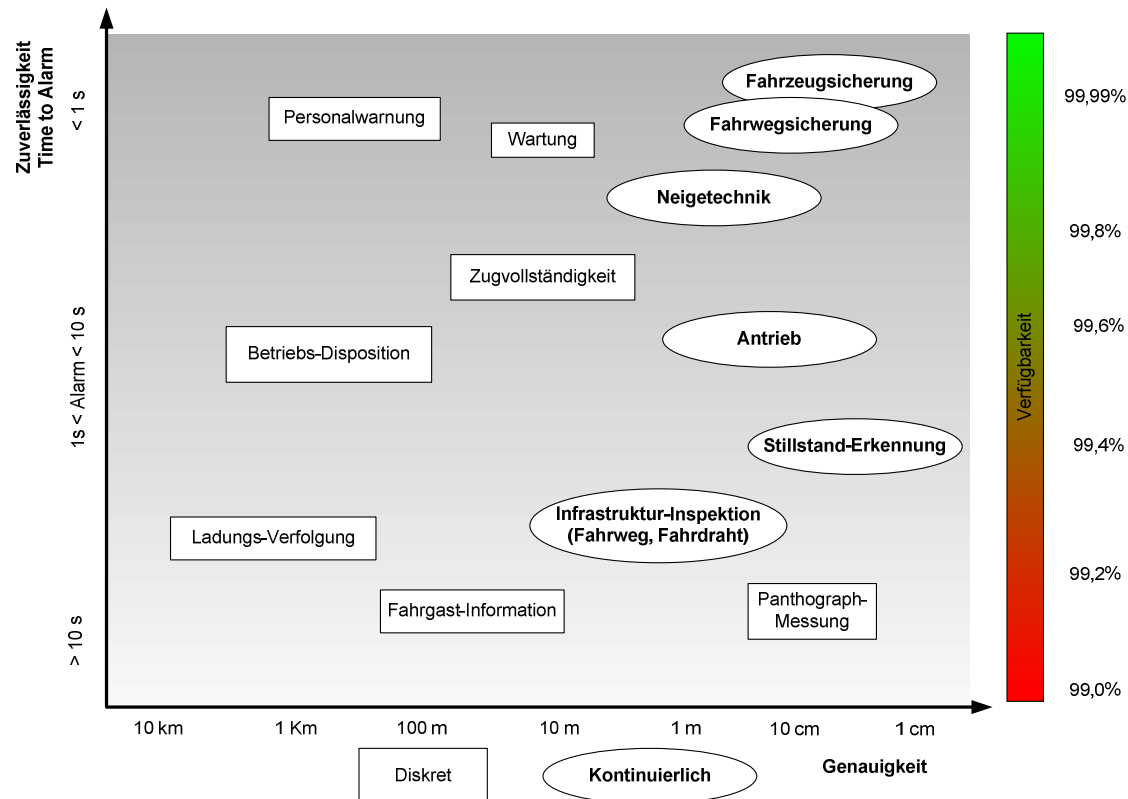 Zuverlässigkeit
Time to Alarm
< 1 s
1s < Alarm < 10 s
> 10 s
Fahrzeugsicherung
Personalwarnung
Fahrwegsicherung
Wartung
Neigetechnik
Zugvollständigkeit
Antrieb
Betriebs-Disposition
Stillstand-Erkennung
Infrastruktur-Inspektion
(Fahrweg, Fahrdraht)
Ladungs-Verfolgung
Fahrgast-Information
Panthograph-
Messung
10 km
1 Km
100 m
10 m
1 m
10 cm
1 cm
Genauigkeit
Diskret
Kontinuierlich
Verfügbarkeit
99,99%
99,8%
99,6%
99,4%
99,2%
99,0%